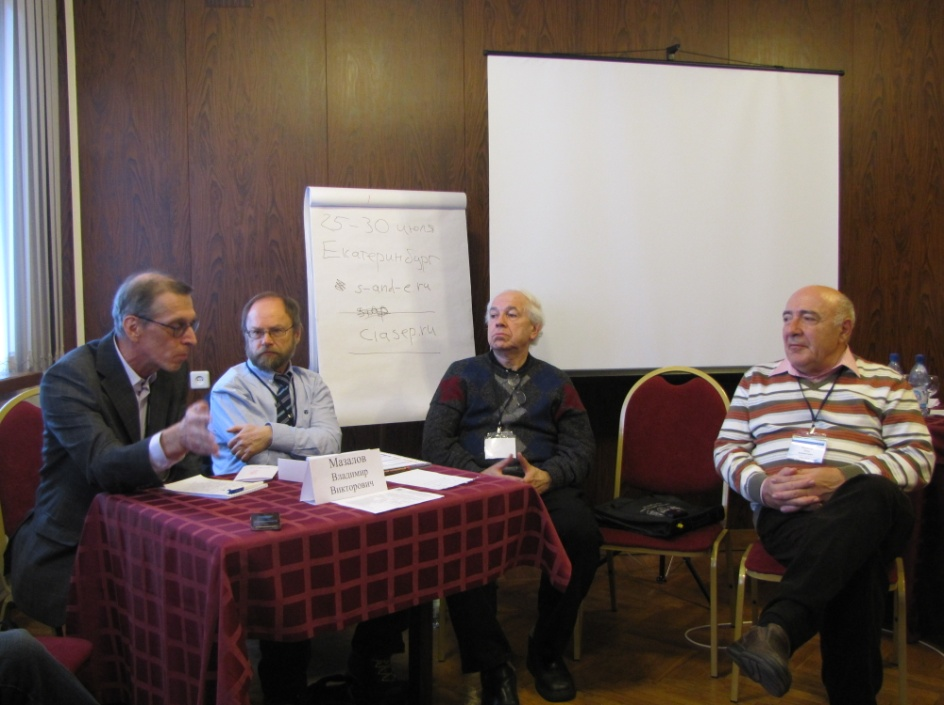 25-30 июля
Екатеринбург
* s-and-e.ru
ciasep.ru
Мазалов
Владимир
Викторович